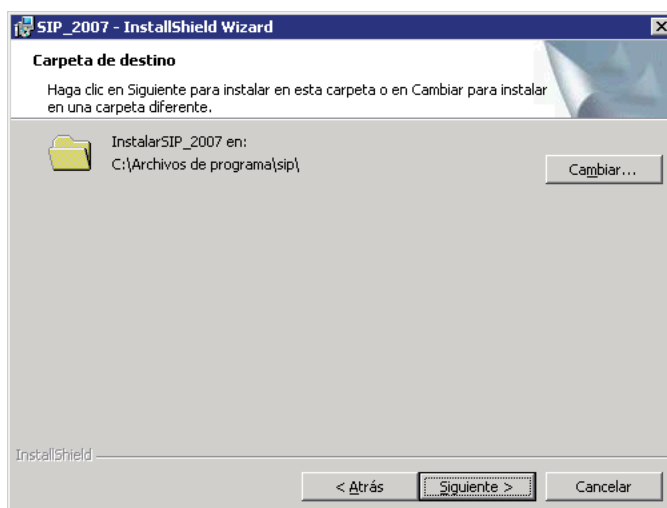 SIP_2007 - InstallShield Wizard
Carpeta de destino
Haga clic en Siguiente para instalar en esta carpeta o en Cambiar para instalar
en una carpeta diferente.
InstalarSIP_2007 en:
C:\Archivos de programa\sip\
Cambiar...
InstallShield
< Atrás
Siguiente >
Cancelar